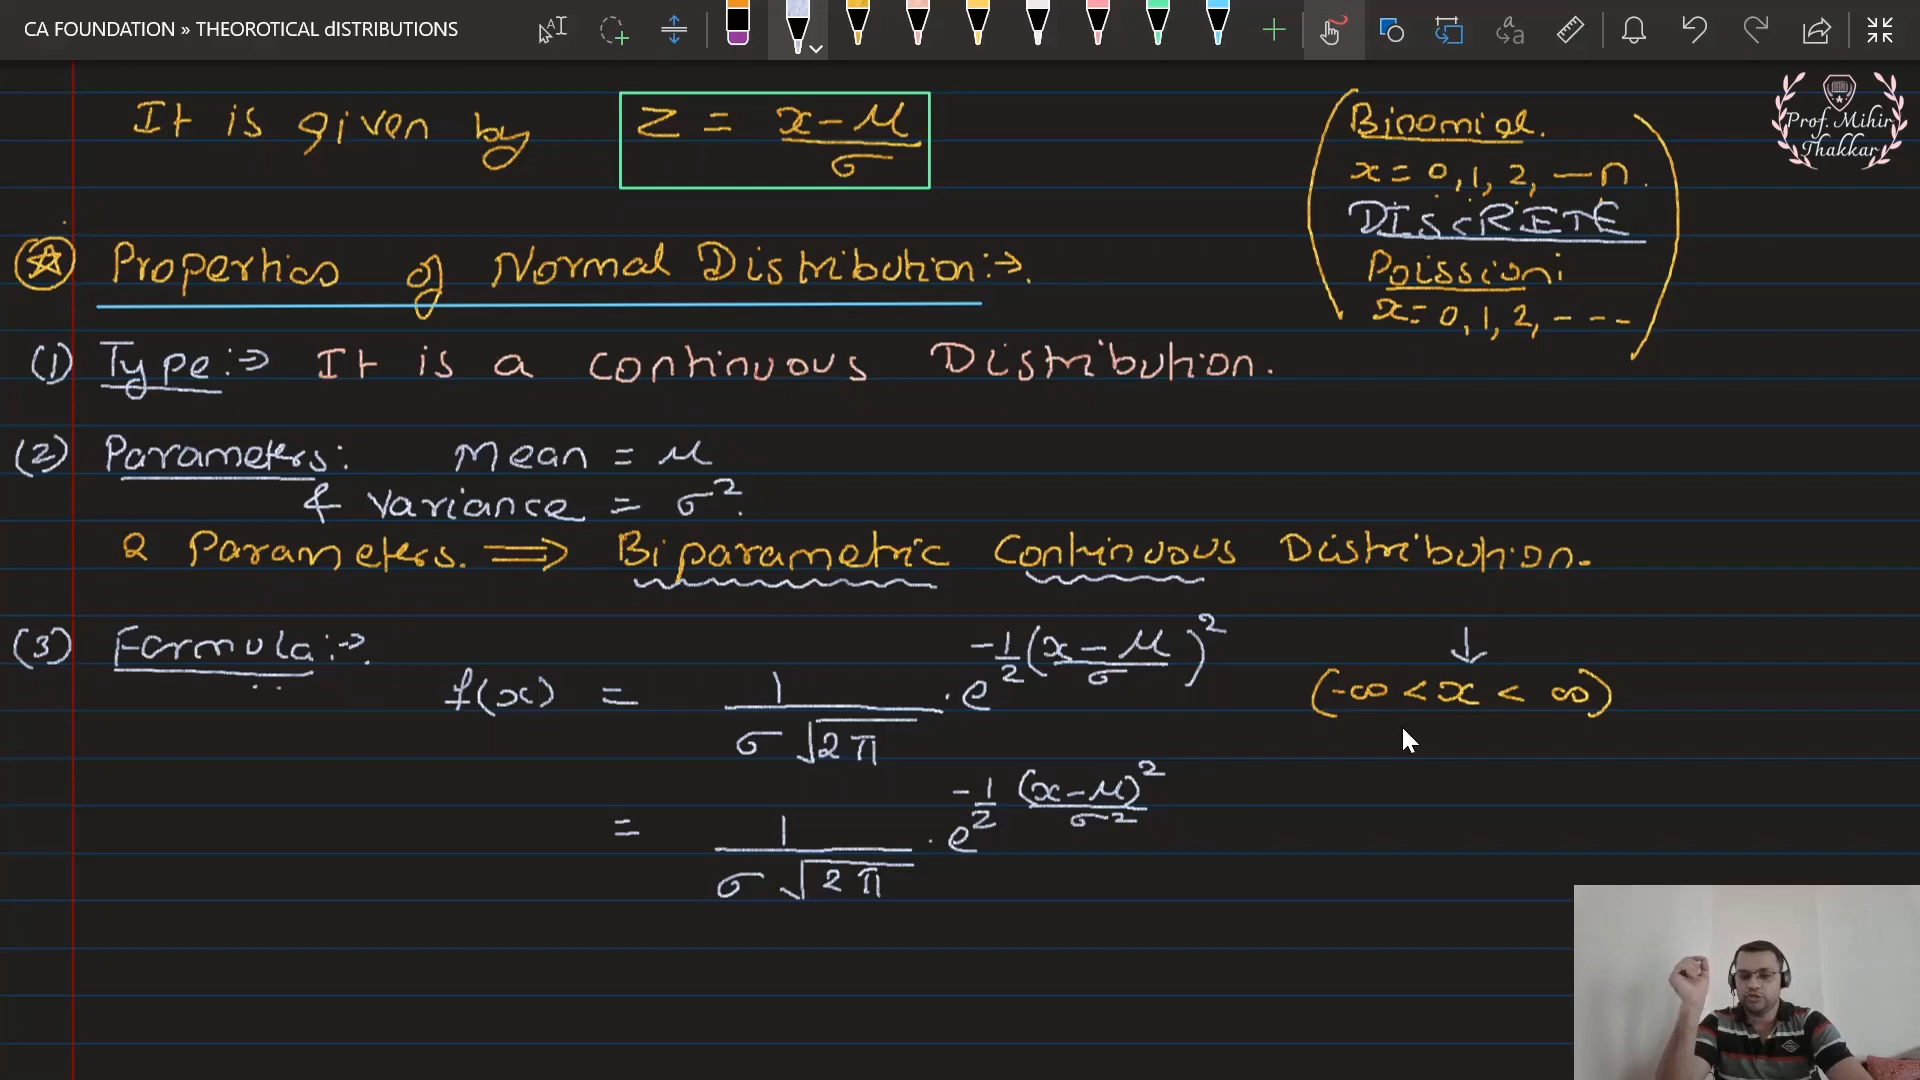 CA FOUNDATION » THEOROTICAL dISTRIBUTIONS
It is given by Z = x-μ / σ
Binomial.
x = 0, 1, 2, — n.
DISCRETE
Poission:
x = 0, 1, 2, - - -
Prof. Mihir
Thakkar
Properties of Normal Distribution:→.
(1) Type:→ It is a continuous Distribution.
(2) Parameters: Mean = μ
& Variance = σ².
2 Parameters. ⟹ Biparametric Continuous Distribution.
(3) Formula:→.
f(x) = 1/(σ√2π) . e^(-1/2 (x-μ / σ)²) (-∞ < x < ∞)
= 1/(σ√2π) . e^(-1/2 (x-μ)²/σ²)